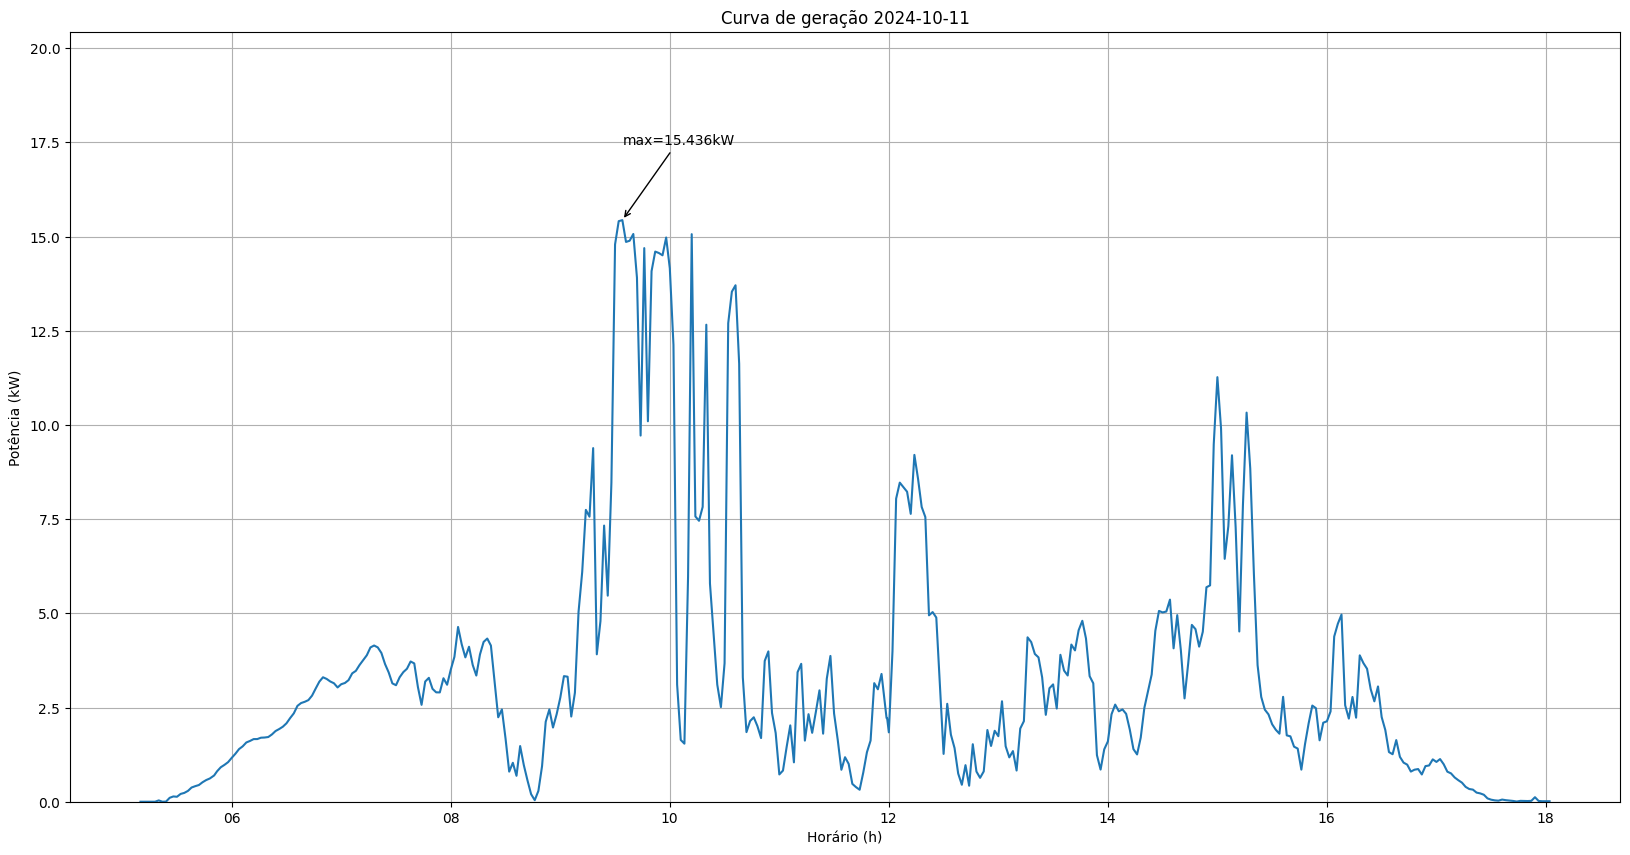 Curva de geração 2024-10-11
20.0
17.5
max=15.436kW
15.0
12.5
10.0
7.5
5.0
2.5
0.0
Potência (kW)
06 08 10 12 14 16 18
Horário (h)